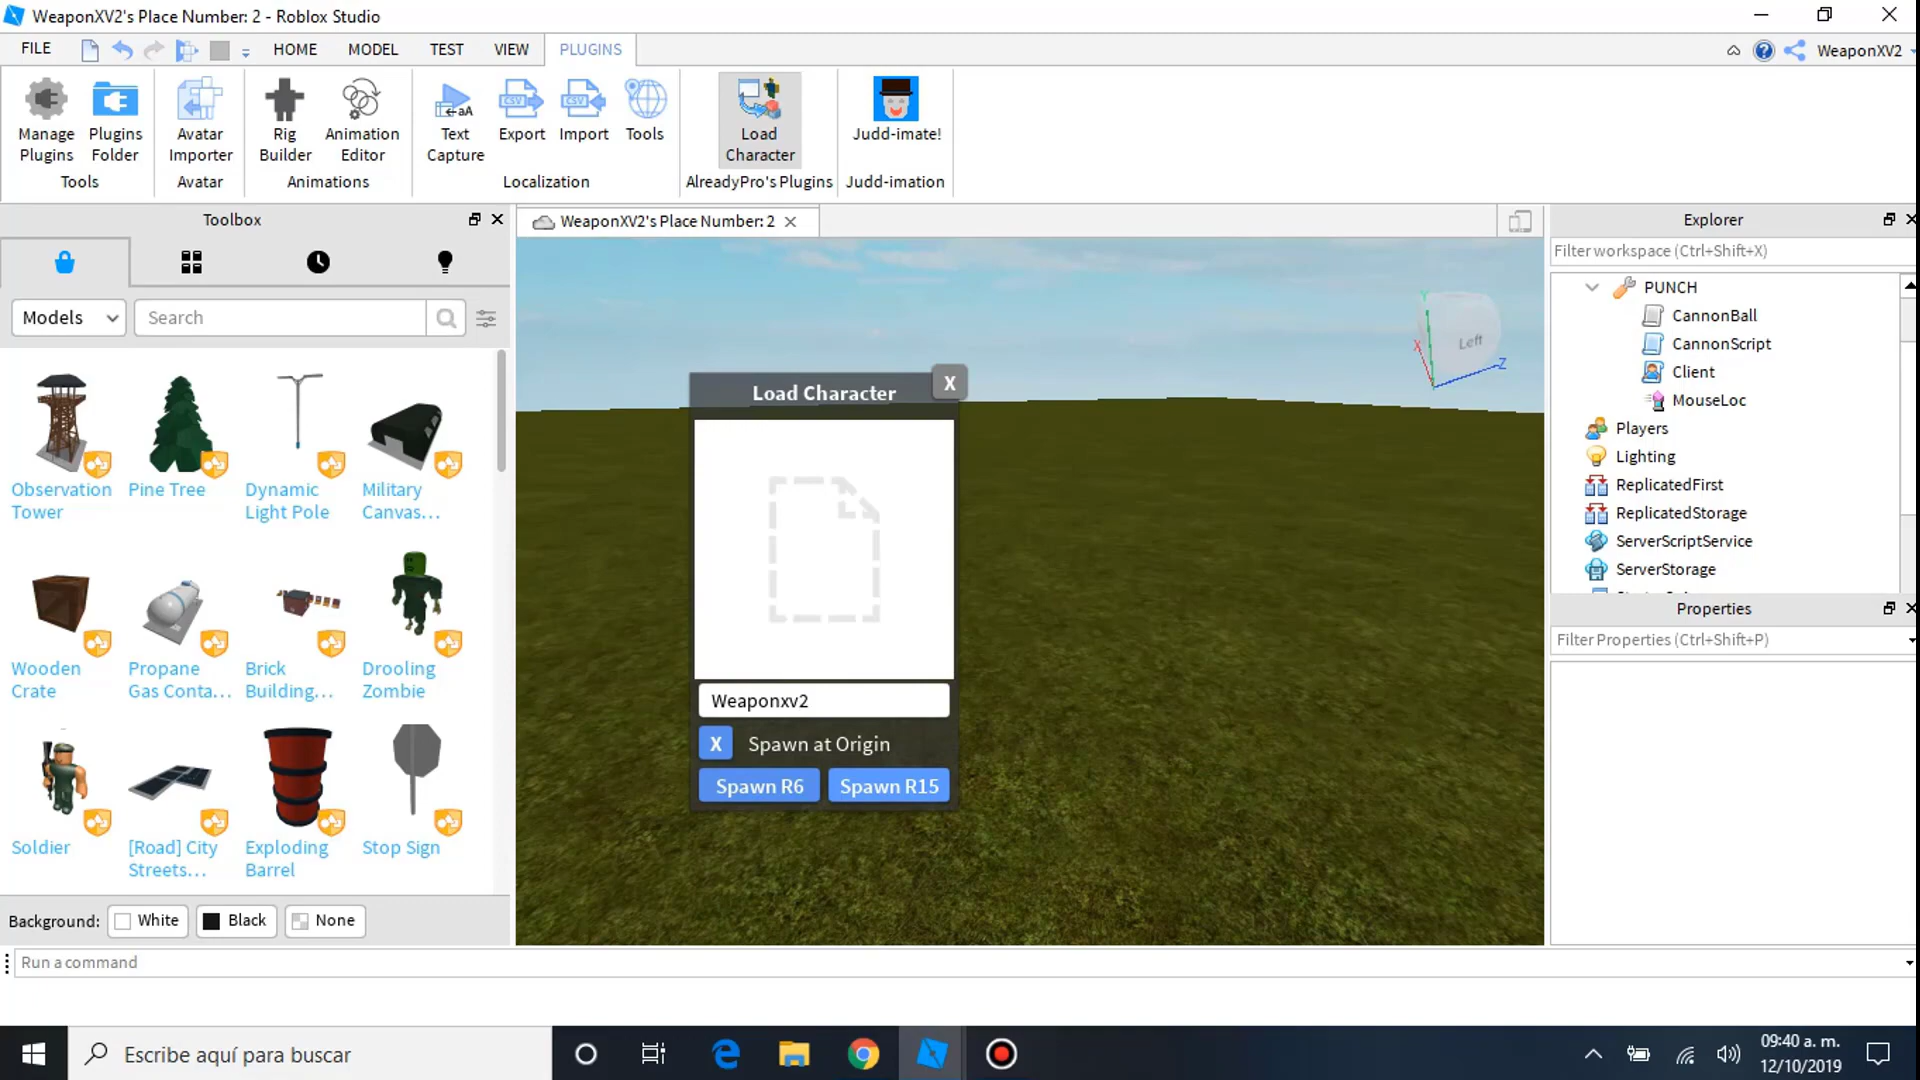 WeaponXV2's Place Number: 2 - Roblox Studio
FILE HOME MODEL TEST VIEW PLUGINS WeaponXV2
Manage Plugins
Plugins Folder
Avatar Importer
Rig Builder
Animation Editor
Text Capture
Export
Import
Tools
Load Character
Judd-imate!
Tools
Avatar
Animations
Localization
AlreadyPro's Plugins
Judd-imation
CSV
CSV
aA
Toolbox
Models
Search
Observation Tower
Pine Tree
Dynamic Light Pole
Military Canvas...
Wooden Crate
Propane Gas Conta...
Brick Building...
Drooling Zombie
Soldier
[Road] City Streets...
Exploding Barrel
Stop Sign
Background: White Black None
WeaponXV2's Place Number: 2
Y
X
Left
Z
Load Character
X
Weaponxv2
X Spawn at Origin
Spawn R6 Spawn R15
Explorer
Filter workspace (Ctrl+Shift+X)
PUNCH
CannonBall
CannonScript
Client
MouseLoc
Players
Lighting
ReplicatedFirst
ReplicatedStorage
ServerScriptService
ServerStorage
Properties
Filter Properties (Ctrl+Shift+P)
Run a command
Escribe aquí para buscar
09:40 a. m.
12/10/2019